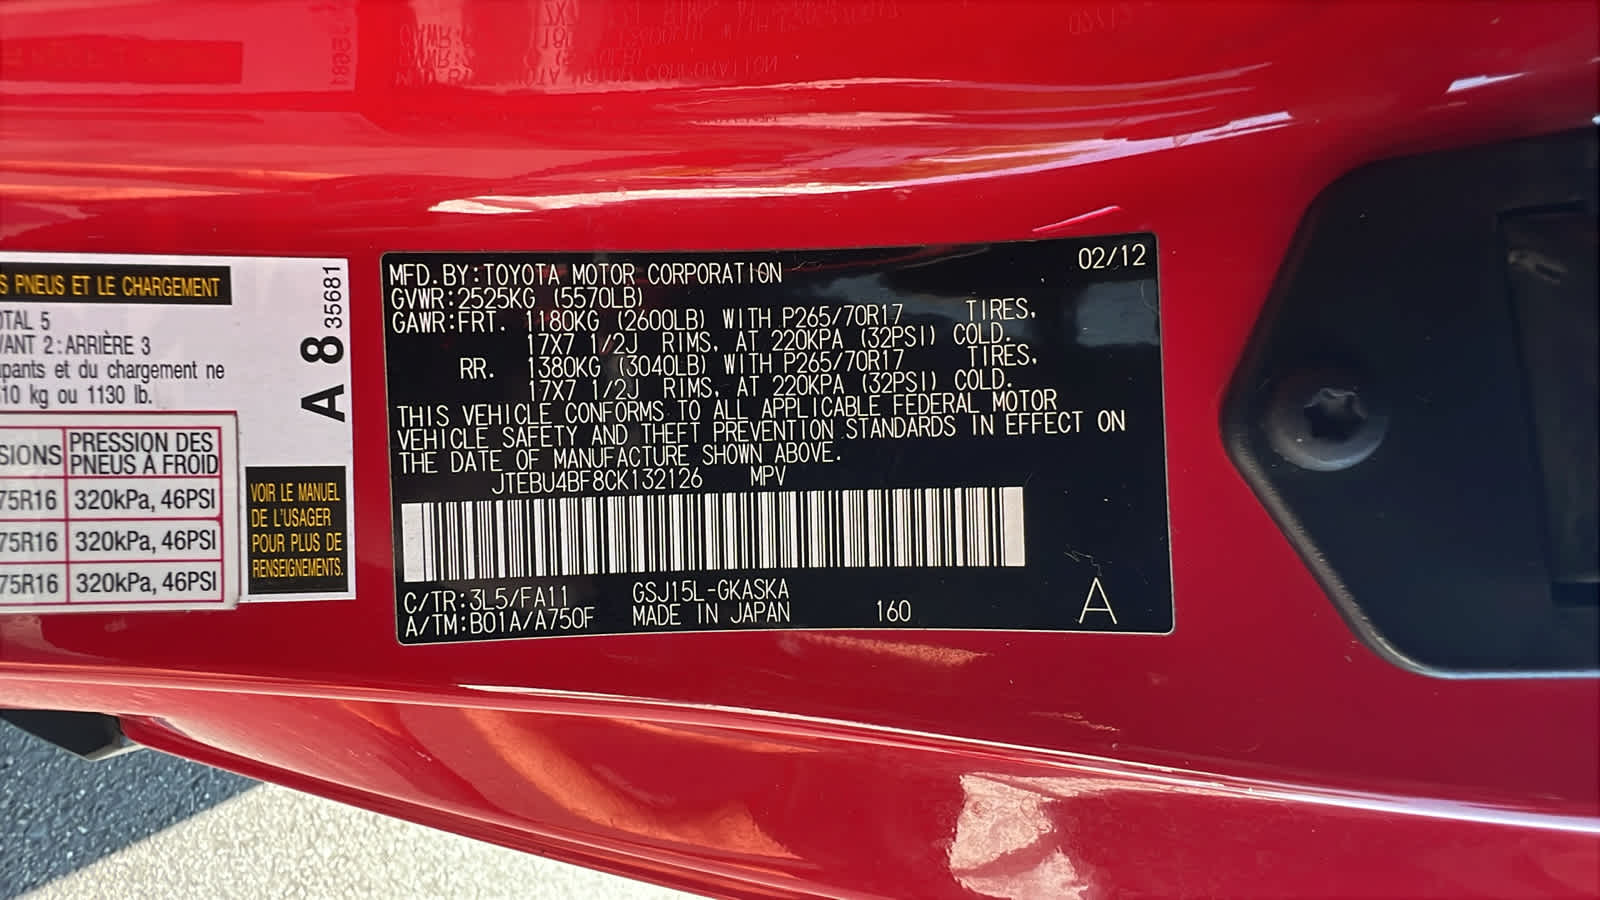 S PNEUS ET LE CHARGEMENT
TOTAL 5
VANT 2 : ARRIÈRE 3
upants et du chargement ne
10 kg ou 1130 lb.
SIONS PRESSION DES
PNEUS À FROID
75R16 320kPa, 46PSI
75R16 320kPa, 46PSI
75R16 320kPa, 46PSI
A 8 35681
VOIR LE MANUEL
DE L'USAGER
POUR PLUS DE
RENSEIGNEMENTS.
MFD.BY:TOYOTA MOTOR CORPORATION 02/12
GVWR:2525KG (5570LB)
GAWR:FRT. 1180KG (2600LB) WITH P265/70R17 TIRES,
17X7 1/2J RIMS, AT 220KPA (32PSI) COLD.
RR. 1380KG (3040LB) WITH P265/70R17 TIRES,
17X7 1/2J RIMS, AT 220KPA (32PSI) COLD.
THIS VEHICLE CONFORMS TO ALL APPLICABLE FEDERAL MOTOR
VEHICLE SAFETY AND THEFT PREVENTION STANDARDS IN EFFECT ON
THE DATE OF MANUFACTURE SHOWN ABOVE.
JTEBU4BF8CK132126 MPV
C/TR:3L5/FA11 GSJ15L-GKASKA
A/TM:B01A/A750F MADE IN JAPAN 160 A